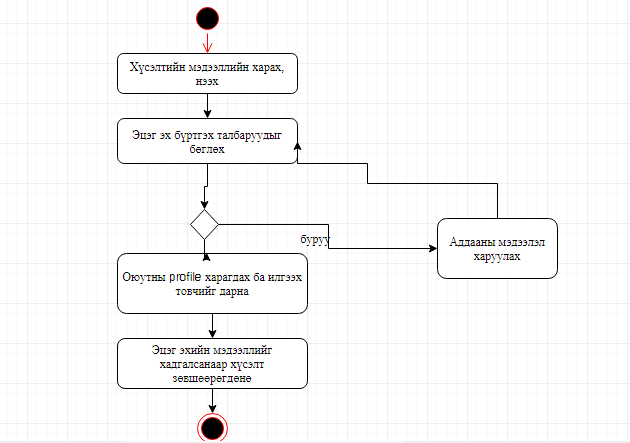 Хүсэлтийн мэдээллийн харах,
нээх
Эцэг эх бүртгэх талбаруудыг
бөглөх
буруу
Алдааны мэдээлэл
харуулах
Оюутны profile харагдах ба илгээх
товчийг дарна
Эцэг эхийн мэдээллийг
хадгалсанаар хүсэлт
зөвшөөрөгдөнө